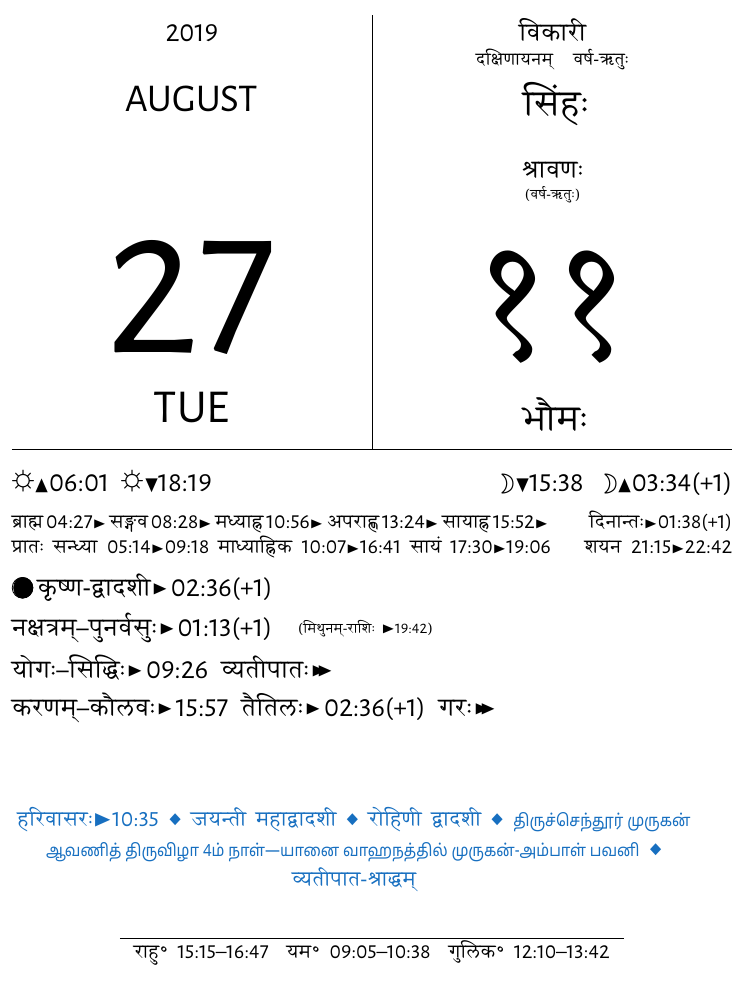 2019
AUGUST
27
TUE
विकारी
दक्षिणायनम् वर्ष-ऋतुः
सिंहः
श्रावणः
(वर्ष-ऋतुः)
११
भौमः
☼▲06:01 ☼▼18:19 ☽▼15:38 ☽▲03:34(+1)
ब्राह्म 04:27► सङ्गव 08:28► मध्याह्न 10:56► अपराह्ण 13:24► सायाह्न 15:52► दिनान्तः►01:38(+1)
प्रातः सन्ध्या 05:14►09:18 माध्याह्निक 10:07►16:41 सायं 17:30►19:06 शयन 21:15►22:42
कृष्ण-द्वादशी►02:36(+1)
नक्षत्रम्–पुनर्वसुः►01:13(+1) (मिथुनम्-राशिः ►19:42)
योगः–सिद्धिः►09:26 व्यतीपातः►►
करणम्–कौलवः►15:57 तैतिलः►02:36(+1) गरः►►
हरिवासरः►10:35 ◆ जयन्ती महाद्वादशी ◆ रोहिणी द्वादशी ◆ திருச்செந்தூர் முருகன்
ஆவணித் திருவிழா 4ம் நாள்—யானை வாஹநத்தில் முருகன்-அம்பாள் பவனி ◆
व्यतीपात-श्राद्धम्
राहु॰ 15:15–16:47 यम॰ 09:05–10:38 गुलिक॰ 12:10–13:42